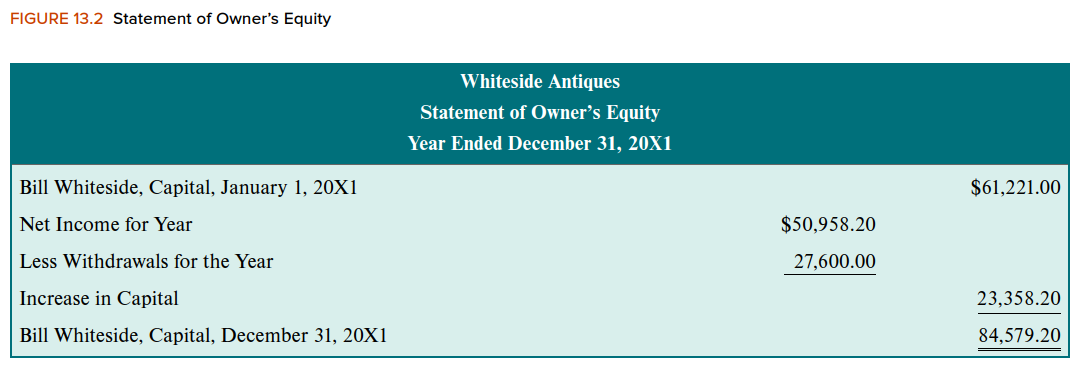 FIGURE 13.2 Statement of Owner’s Equity
Whiteside Antiques
Statement of Owner’s Equity
Year Ended December 31, 20X1
Bill Whiteside, Capital, January 1, 20X1 $61,221.00
Net Income for Year $50,958.20
Less Withdrawals for the Year 27,600.00
Increase in Capital 23,358.20
Bill Whiteside, Capital, December 31, 20X1 84,579.20